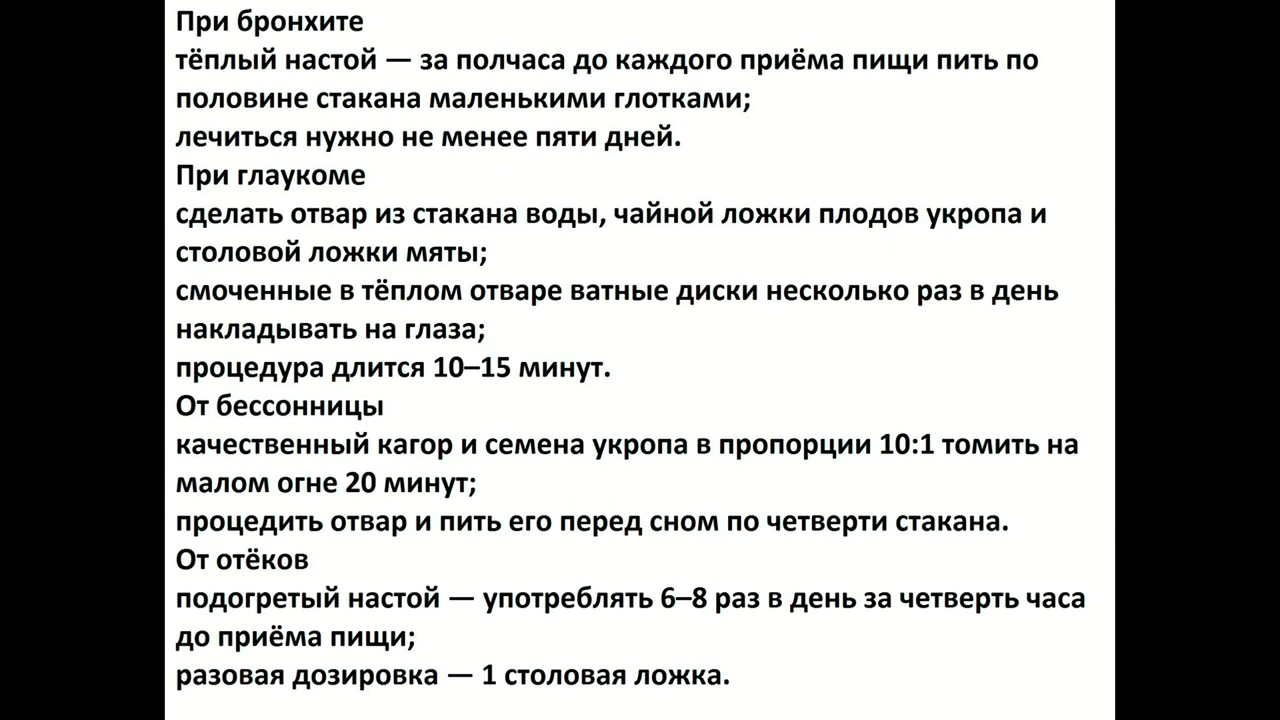 При бронхите
тёплый настой — за полчаса до каждого приёма пищи пить по
половине стакана маленькими глотками;
лечиться нужно не менее пяти дней.
При глаукоме
сделать отвар из стакана воды, чайной ложки плодов укропа и
столовой ложки мяты;
смоченные в тёплом отваре ватные диски несколько раз в день
накладывать на глаза;
процедура длится 10–15 минут.
От бессонницы
качественный кагор и семена укропа в пропорции 10:1 томить на
малом огне 20 минут;
процедить отвар и пить его перед сном по четверти стакана.
От отёков
подогретый настой — употреблять 6–8 раз в день за четверть часа
до приёма пищи;
разовая дозировка — 1 столовая ложка.